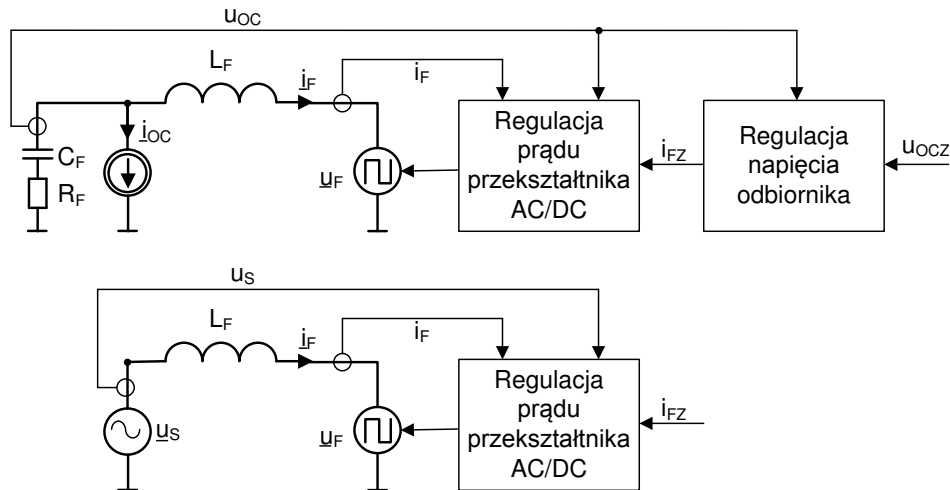 uOC
LF
iF
iF
iOC
CF
RF
uF
Regulacja
prądu
przekształtnika
AC/DC
iFZ
Regulacja
napięcia
odbiornika
uOCZ
uS
LF
iF
iF
uS
uF
Regulacja
prądu
przekształtnika
AC/DC
iFZ